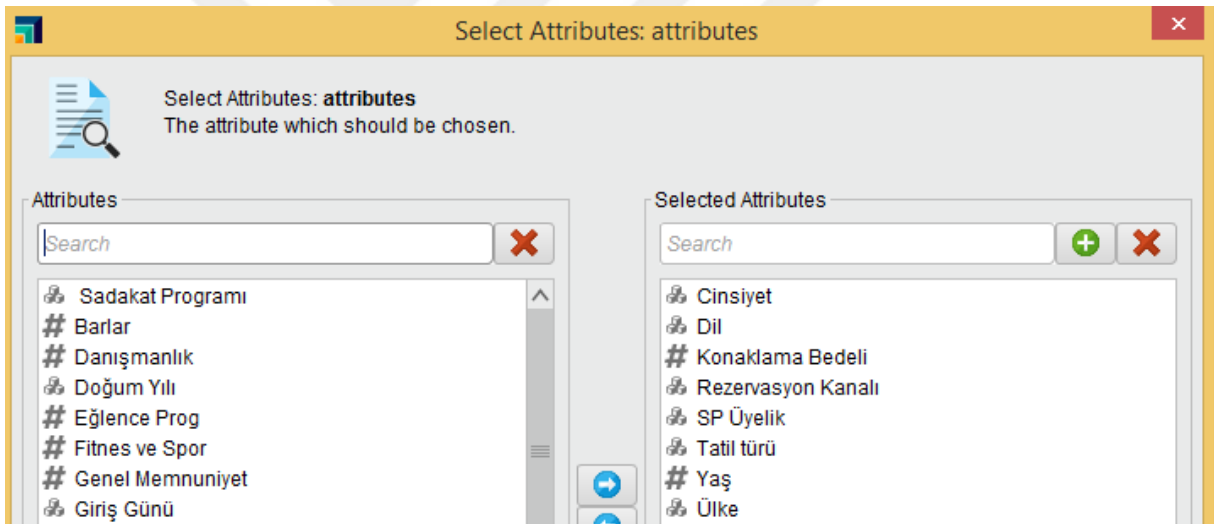 Select Attributes: attributes
Select Attributes: attributes
The attribute which should be chosen.
Attributes
Search
Sadakat Programı
# Barlar
# Danışmanlık
Doğum Yılı
# Eğlence Prog
# Fitnes ve Spor
# Genel Memnuniyet
Giriş Günü
Selected Attributes
Search
Cinsiyet
Dil
# Konaklama Bedeli
Rezervasyon Kanalı
SP Üyelik
Tatil türü
# Yaş
Ülke